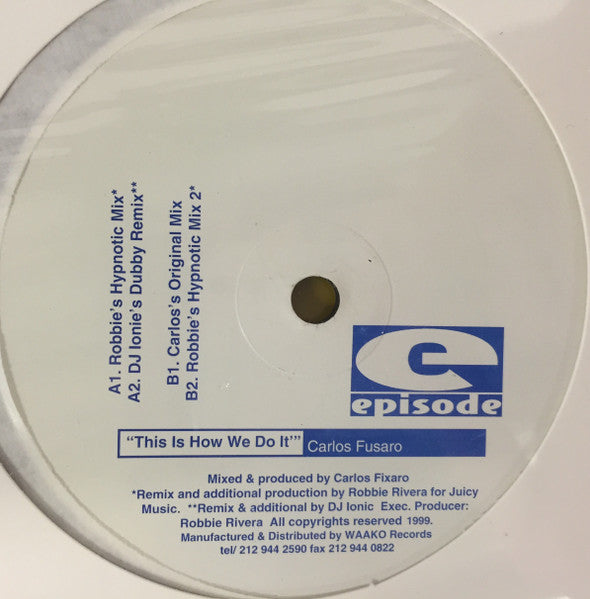 A1. Robbie's Hypnotic Mix*
A2. DJ Ionie's Dubby Remix**
B1. Carlos's Original Mix
B2. Robbie's Hypnotic Mix 2*
e
episode
“This Is How We Do It'” Carlos Fusaro
Mixed & produced by Carlos Fixaro
*Remix and additional production by Robbie Rivera for Juicy
Music. **Remix & additional by DJ Ionic Exec. Producer:
Robbie Rivera All copyrights reserved 1999.
Manufactured & Distributed by WAAKO Records
tel/ 212 944 2590 fax 212 944 0822